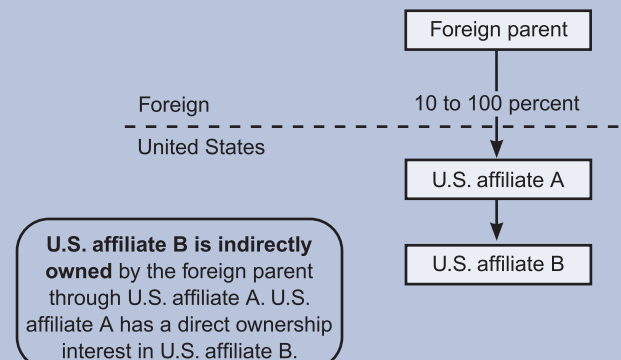 Foreign parent
Foreign
10 to 100 percent
United States
U.S. affiliate A
U.S. affiliate B
U.S. affiliate B is indirectly
owned by the foreign parent
through U.S. affiliate A. U.S.
affiliate A has a direct ownership
interest in U.S. affiliate B.